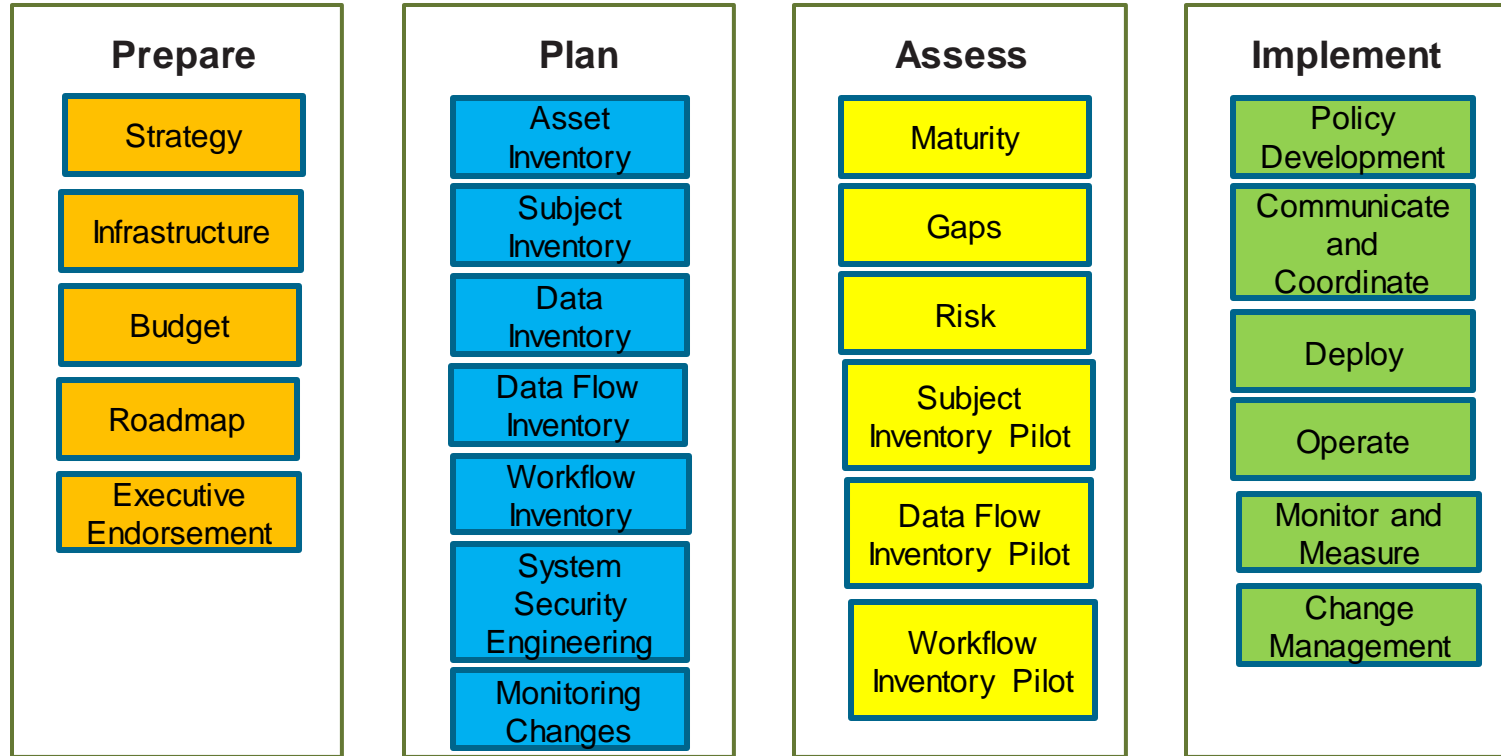 Prepare
Strategy
Infrastructure
Budget
Roadmap
Executive
Endorsement
Plan
Asset
Inventory
Subject
Inventory
Data
Inventory
Data Flow
Inventory
Workflow
Inventory
System
Security
Engineering
Monitoring
Changes
Assess
Maturity
Gaps
Risk
Subject
Inventory Pilot
Data Flow
Inventory Pilot
Workflow
Inventory Pilot
Implement
Policy
Development
Communicate
and
Coordinate
Deploy
Operate
Monitor and
Measure
Change
Management